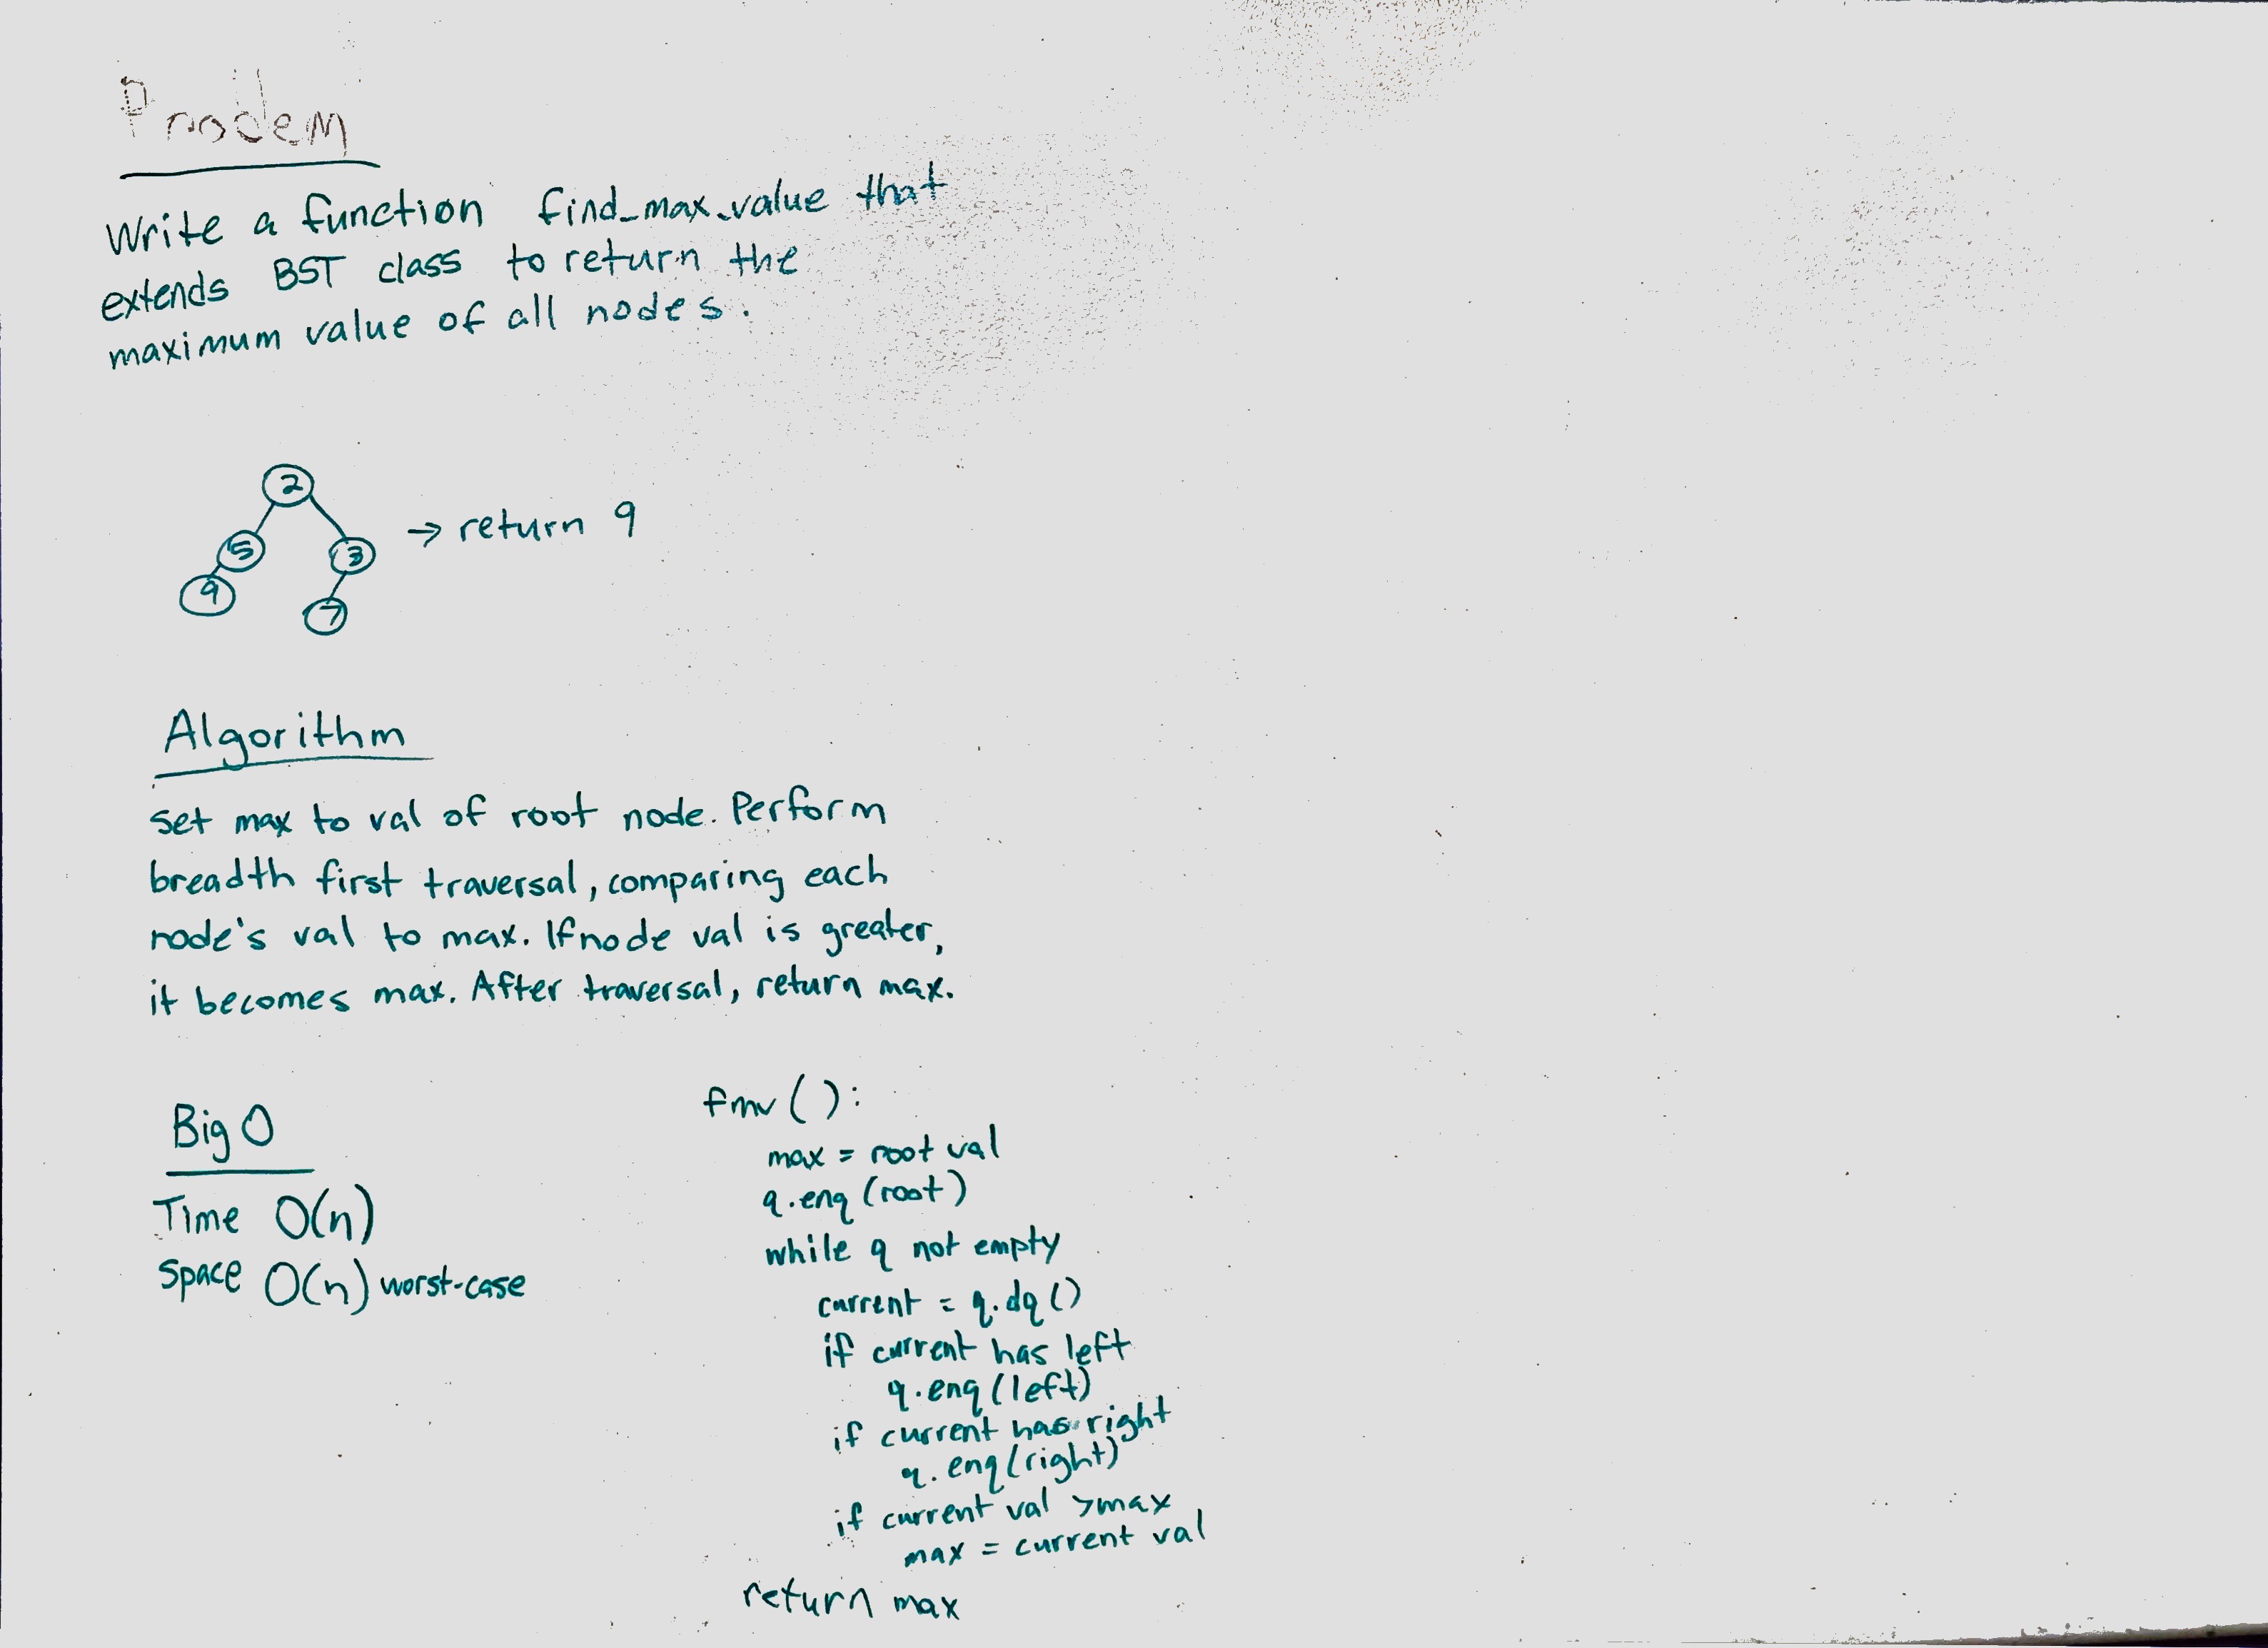 Problem
Write a function find_max_value that
extends BST class to return the
maximum value of all nodes.
2
5
3
→ return 9
9
7
Algorithm
set max to val of root node. Perform
breadth first traversal, comparing each
node's val to max. If node val is greater,
it becomes max. After traversal, return max.
Big O
Time O(n)
Space O(n) worst-case
fmv():
max = root val
q.enq(root)
while q not empty
current = q.dq()
if current has left
q.enq(left)
if current has right
q.enq(right)
if current val >max
max = current val
return max